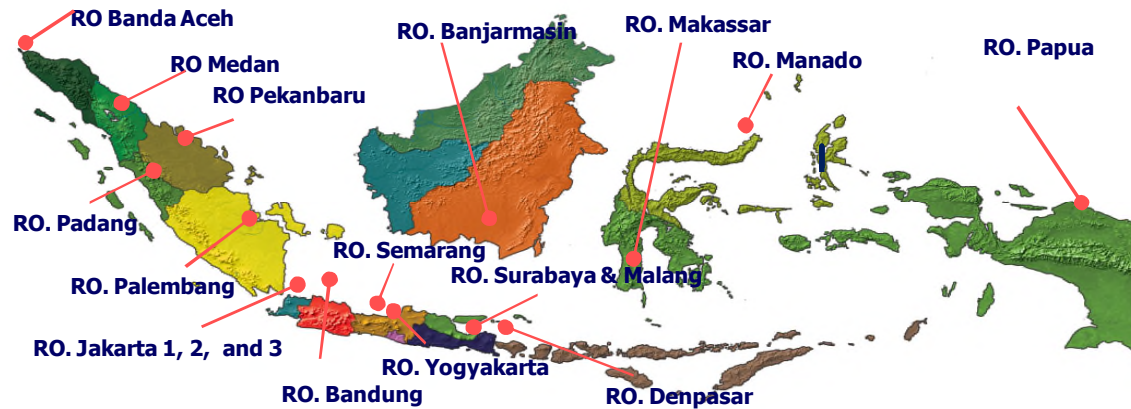 RO Banda Aceh
RO. Banjarmasin
RO. Makassar
RO. Papua
RO Medan
RO. Manado
RO Pekanbaru
RO. Padang
RO. Semarang
RO. Surabaya & Malang
RO. Palembang
RO. Jakarta 1, 2, and 3
RO. Yogyakarta
RO. Bandung
RO. Denpasar